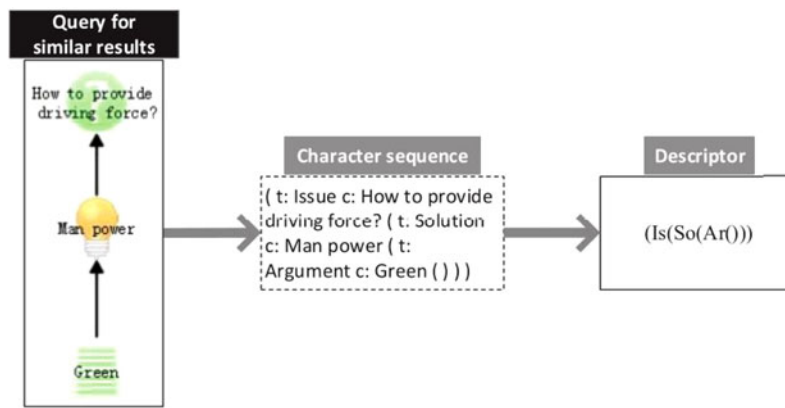 Query for
similar results
How to provide
driving force?
Man power
Green
Character sequence
( t: Issue c: How to provide
driving force? ( t. Solution
c: Man power ( t:
Argument c: Green ( ) ) )
Descriptor
(Is(So(Ar()))